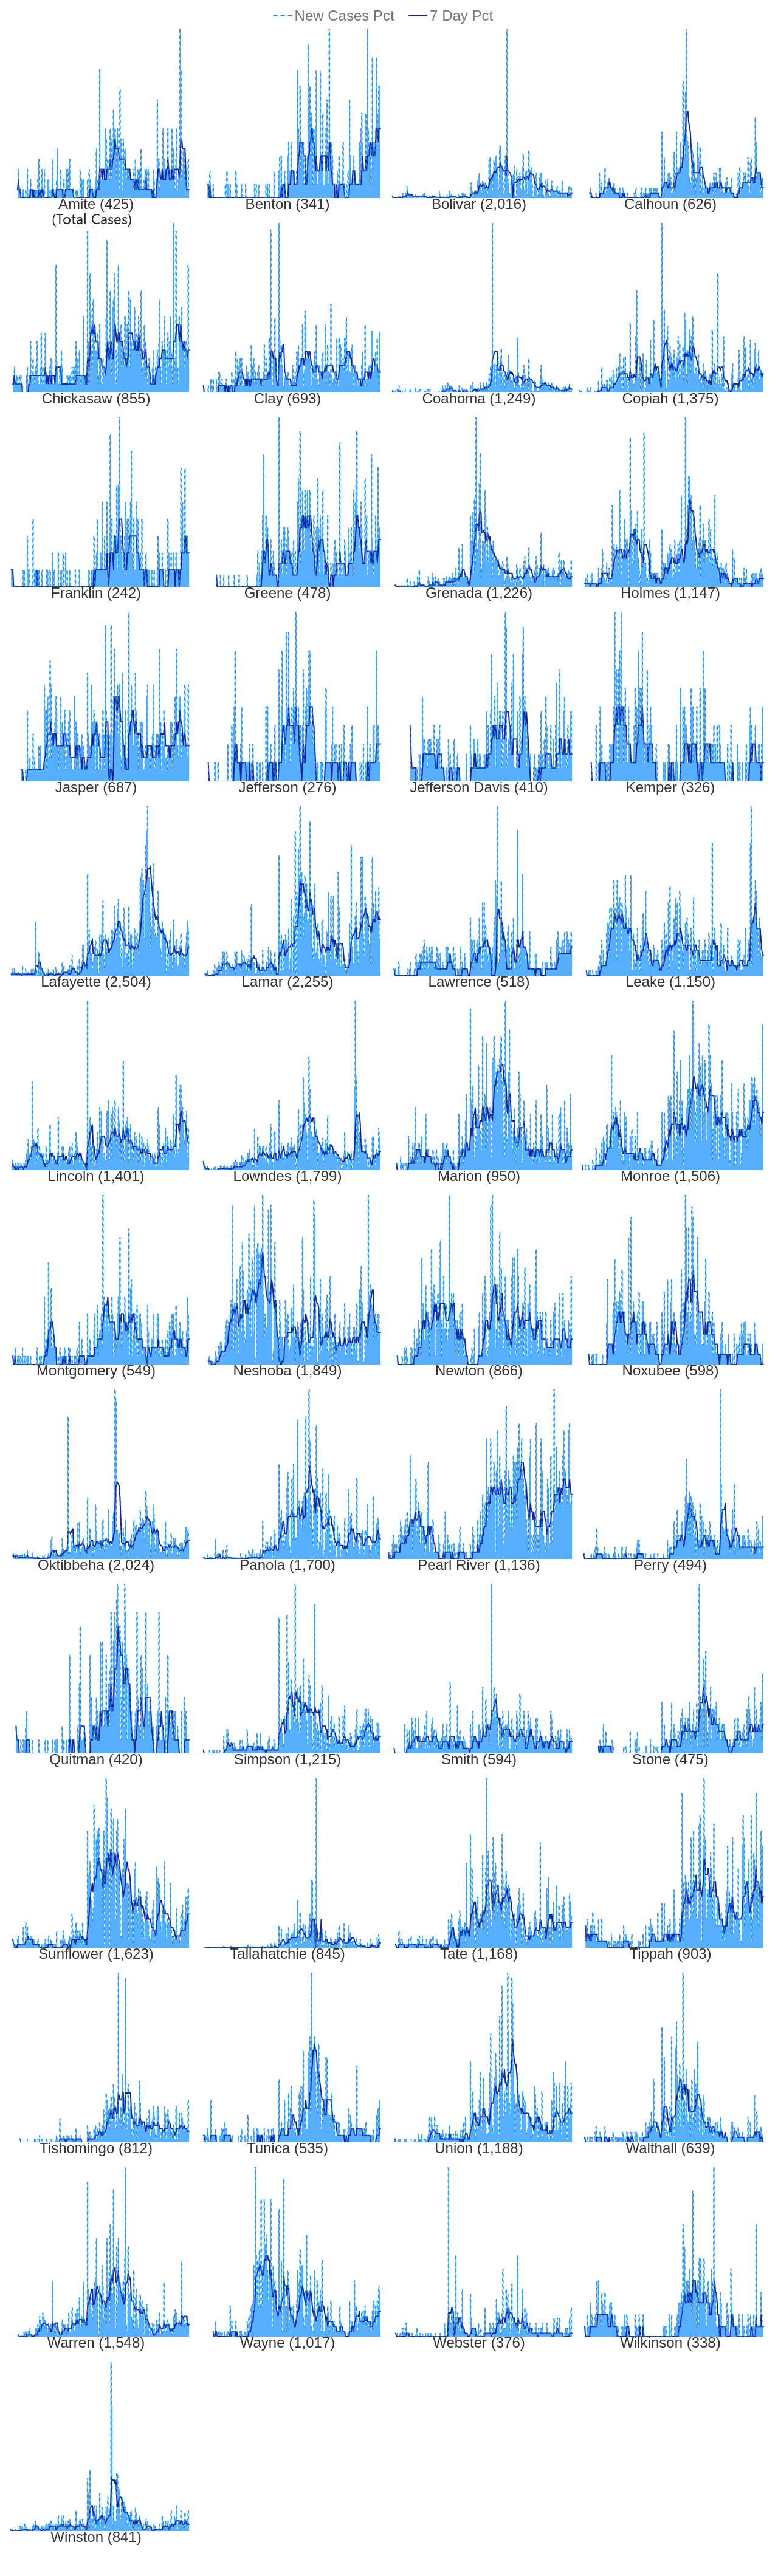 New Cases Pct 7 Day Pct
Amite (425) Benton (341) Bolivar (2,016) Calhoun (626)
(Total Cases)
Chickasaw (855) Clay (693) Coahoma (1,249) Copiah (1,375)
Franklin (242) Greene (478) Grenada (1,226) Holmes (1,147)
Jasper (687) Jefferson (276) Jefferson Davis (410) Kemper (326)
Lafayette (2,504) Lamar (2,255) Lawrence (518) Leake (1,150)
Lincoln (1,401) Lowndes (1,799) Marion (950) Monroe (1,506)
Montgomery (549) Neshoba (1,849) Newton (866) Noxubee (598)
Oktibbeha (2,024) Panola (1,700) Pearl River (1,136) Perry (494)
Quitman (420) Simpson (1,215) Smith (594) Stone (475)
Sunflower (1,623) Tallahatchie (845) Tate (1,168) Tippah (903)
Tishomingo (812) Tunica (535) Union (1,188) Walthall (639)
Warren (1,548) Wayne (1,017) Webster (376) Wilkinson (338)
Winston (841)